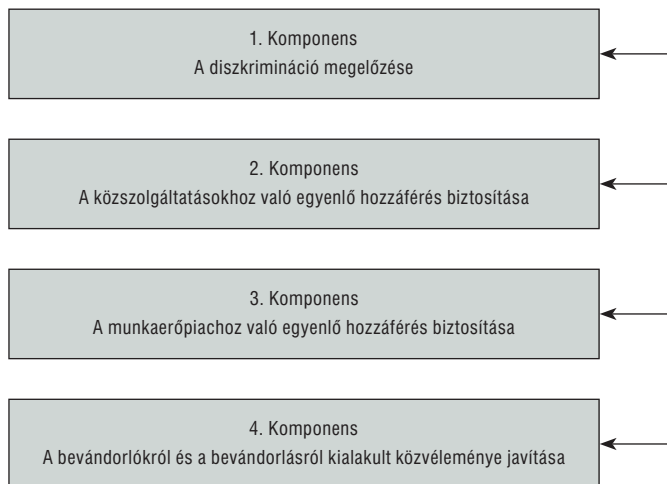 1. Komponens
A diszkrimináció megelőzése
2. Komponens
A közszolgáltatásokhoz való egyenlő hozzáférés biztosítása
3. Komponens
A munkaerőpiachoz való egyenlő hozzáférés biztosítása
4. Komponens
A bevándorlókról és a bevándorlásról kialakult közvéleménye javítása